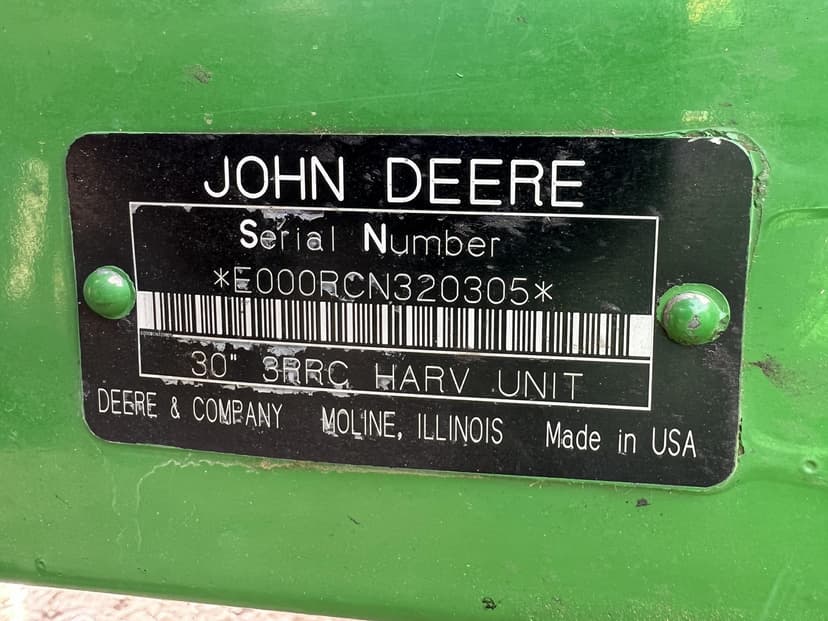 JOHN DEERE
Serial Number
*E000RCN320305*
30" 3RRC HARV UNIT
DEERE & COMPANY MOLINE, ILLINOIS Made in USA